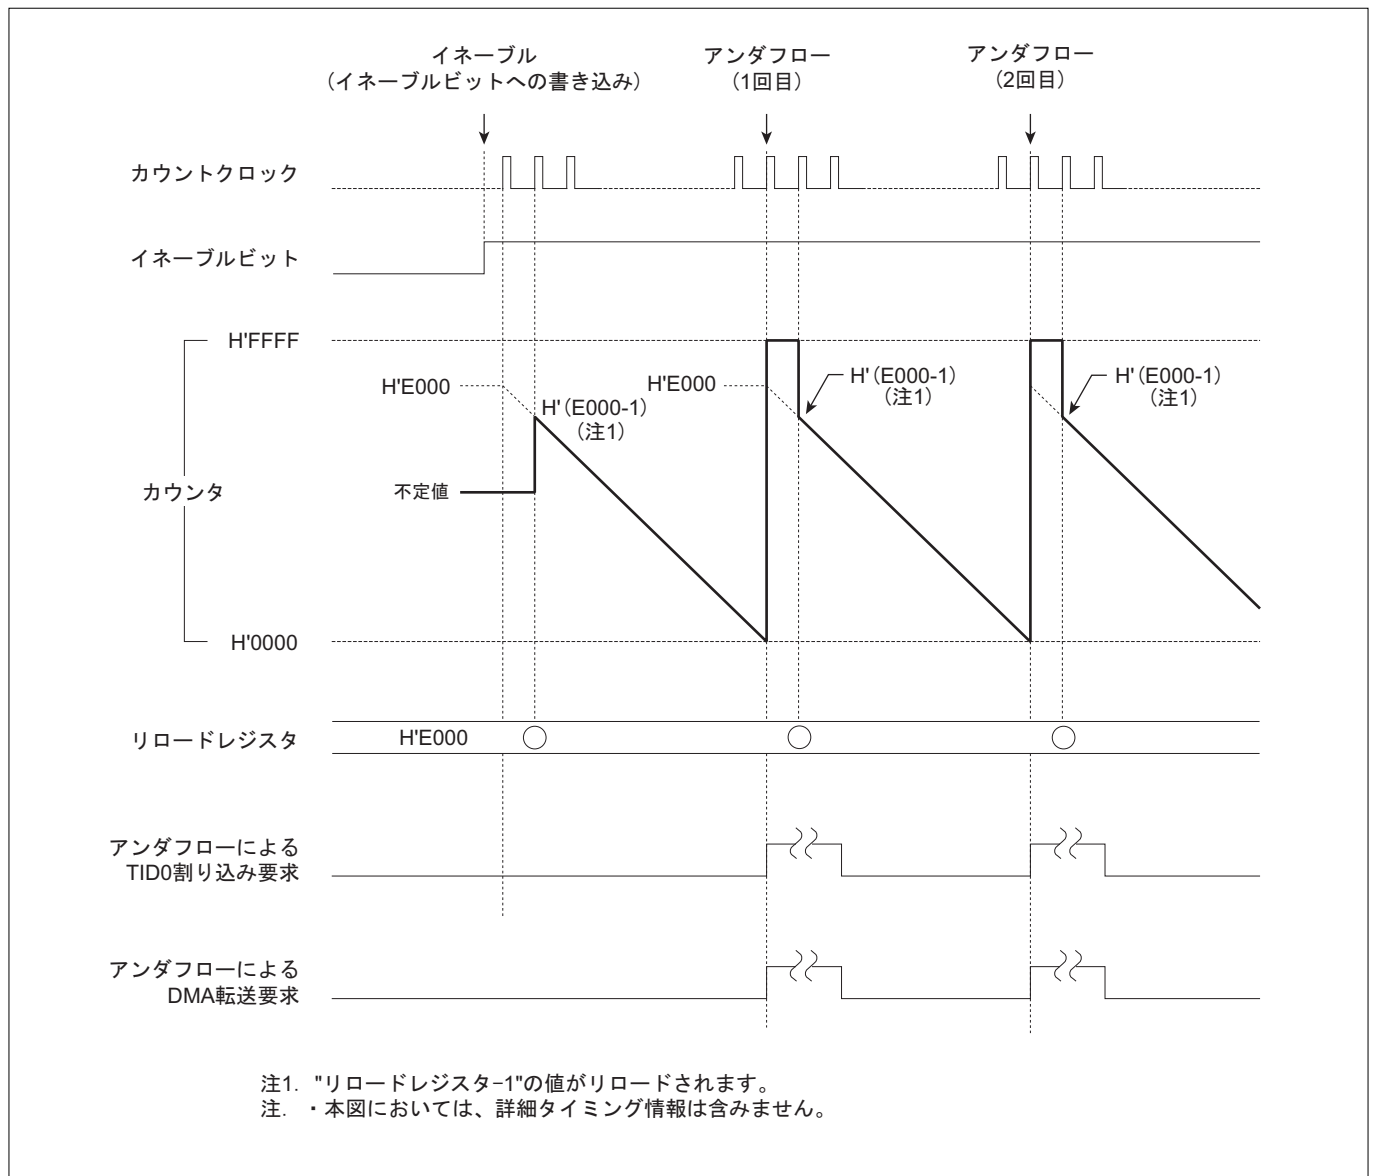 イネーブル
（イネーブルビットへの書き込み）
アンダフロー
（1回目）
アンダフロー
（2回目）
カウントクロック
イネーブルビット
H'FFFF
H'E000
H'（E000-1）
（注1）
H'E000
H'（E000-1）
（注1）
H'（E000-1）
（注1）
カウンタ
不定値
H'0000
リロードレジスタ
H'E000
アンダフローによる
TID0割り込み要求
アンダフローによる
DMA転送要求
注1. "リロードレジスタ−1"の値がリロードされます。
注. ・本図においては、詳細タイミング情報は含みません。